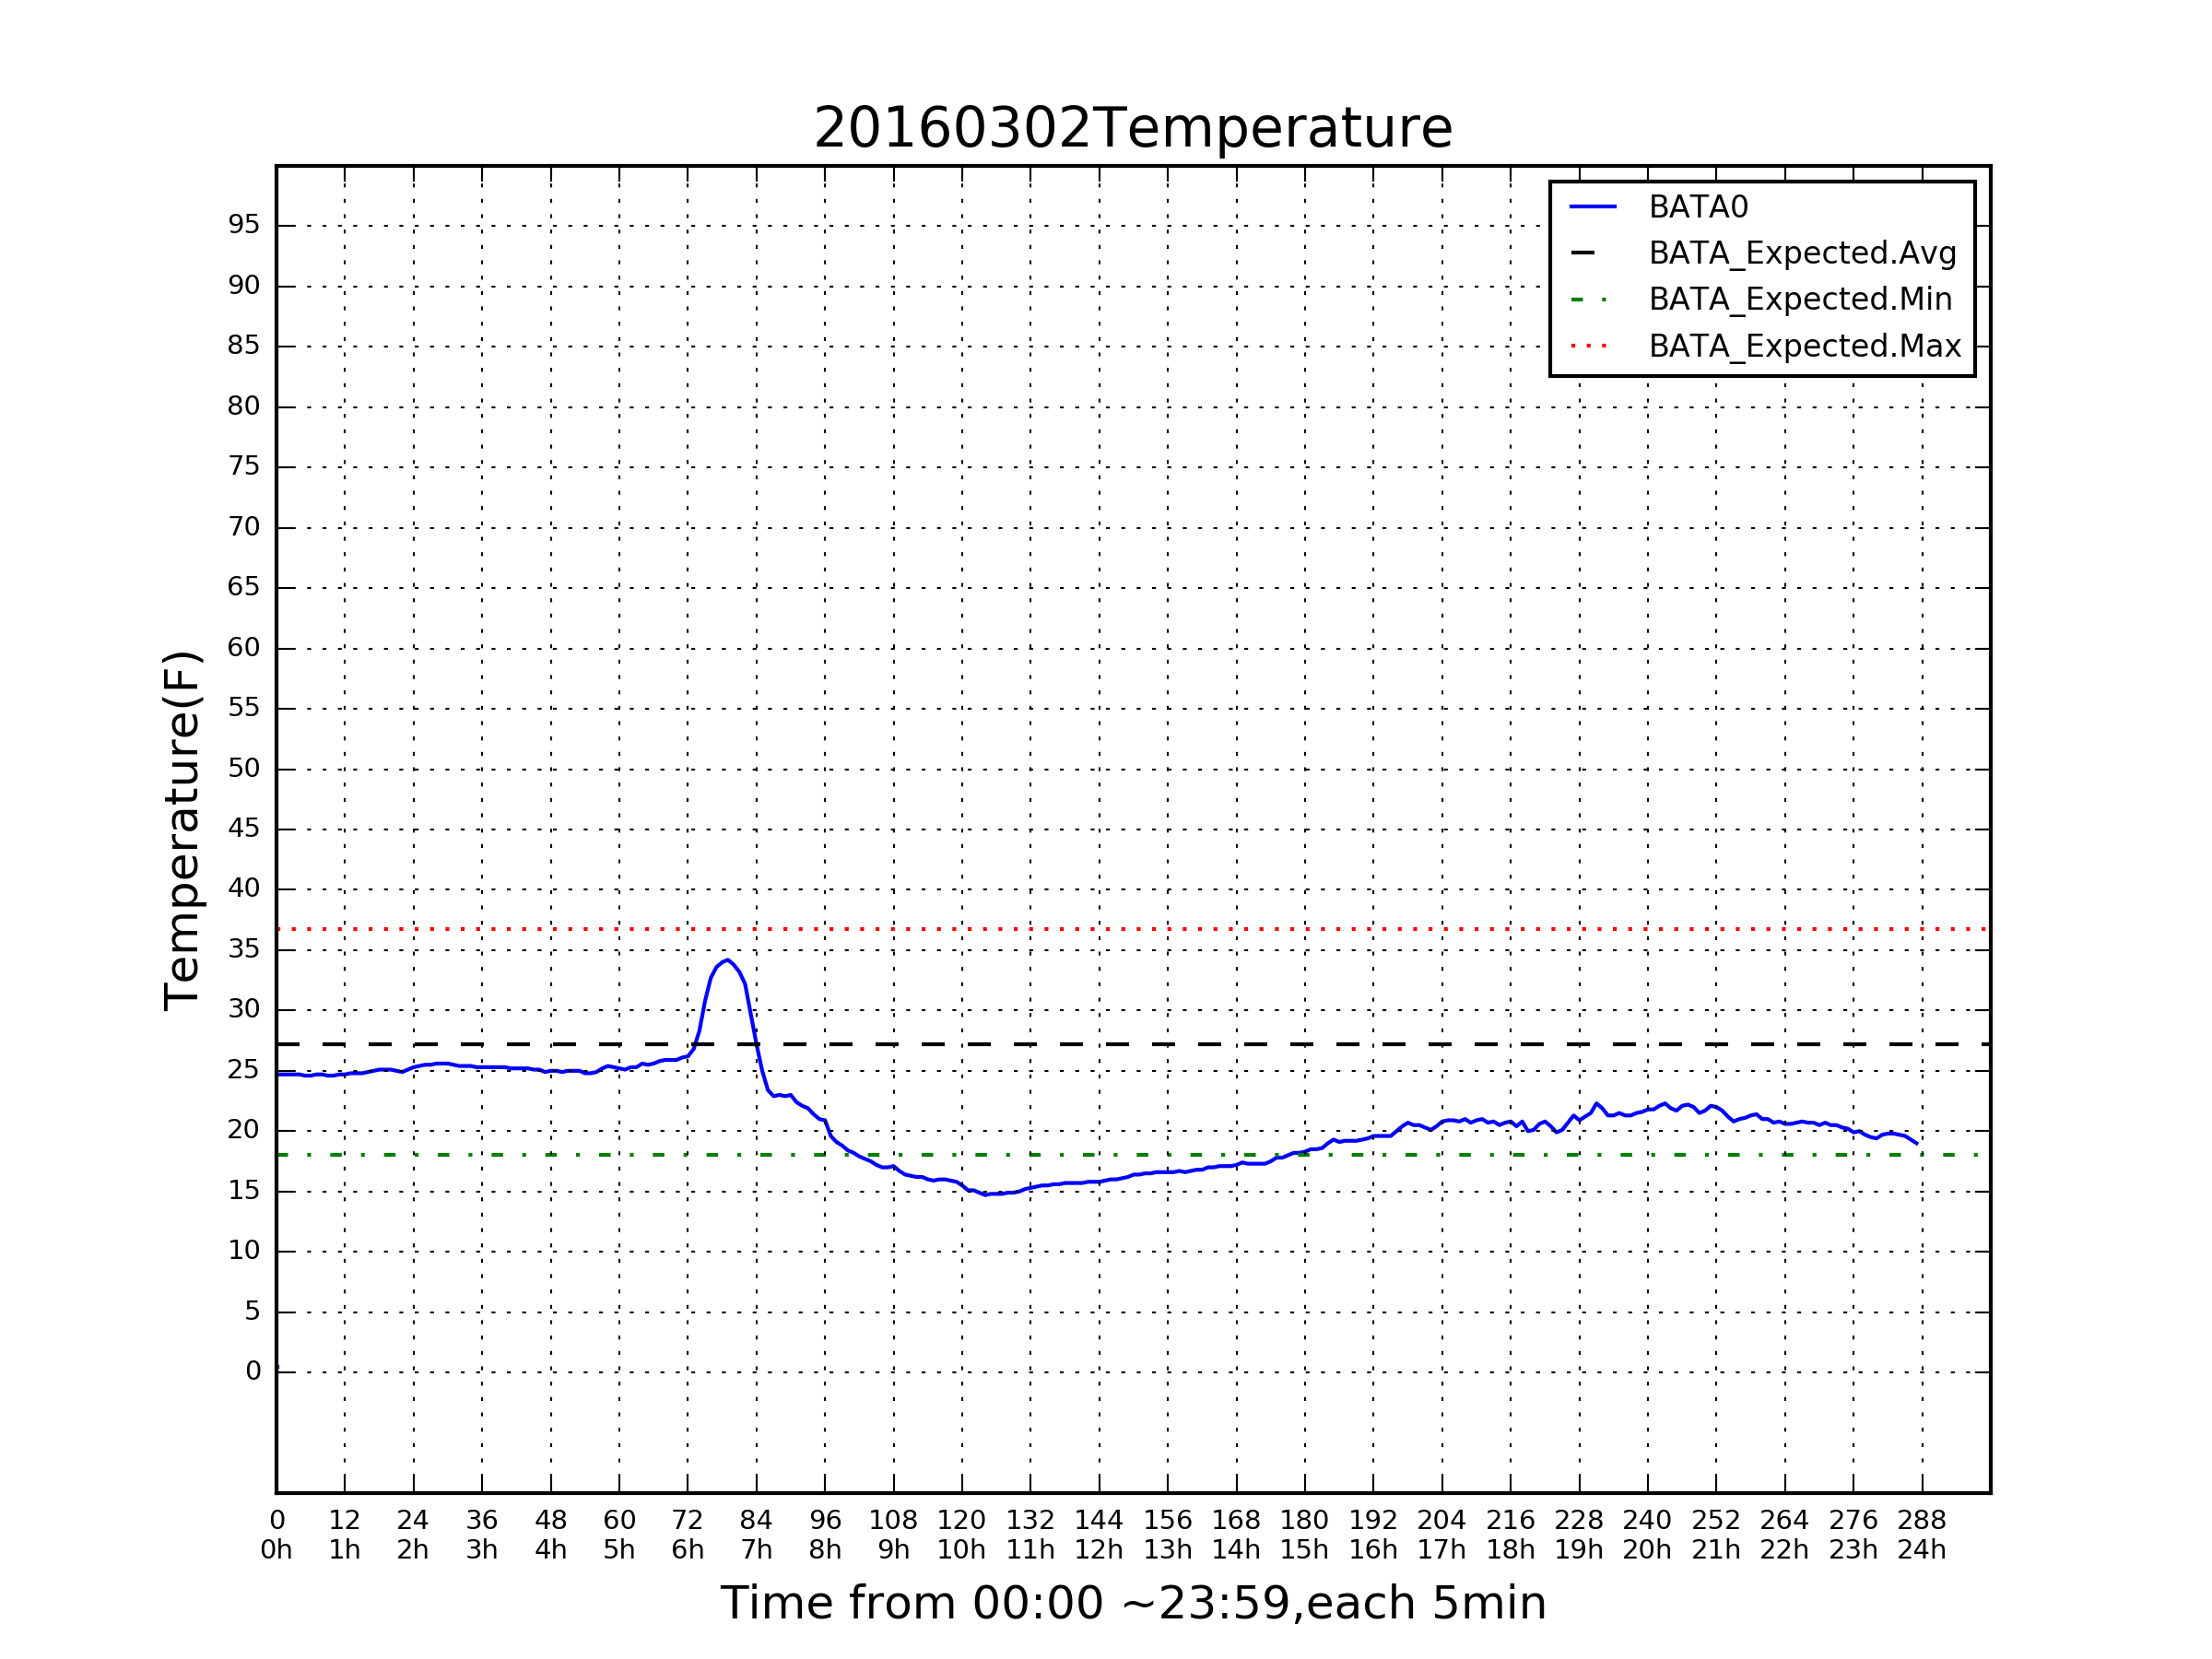 20160302Temperature
BATA0
BATA_Expected.Avg
BATA_Expected.Min
BATA_Expected.Max
95
90
85
80
75
70
65
60
55
50
45
40
35
30
25
20
15
10
5
0
Temperature(F)
0 12 24 36 48 60 72 84 96 108 120 132 144 156 168 180 192 204 216 228 240 252 264 276 288
0h 1h 2h 3h 4h 5h 6h 7h 8h 9h 10h 11h 12h 13h 14h 15h 16h 17h 18h 19h 20h 21h 22h 23h 24h
Time from 00:00 ~23:59,each 5min